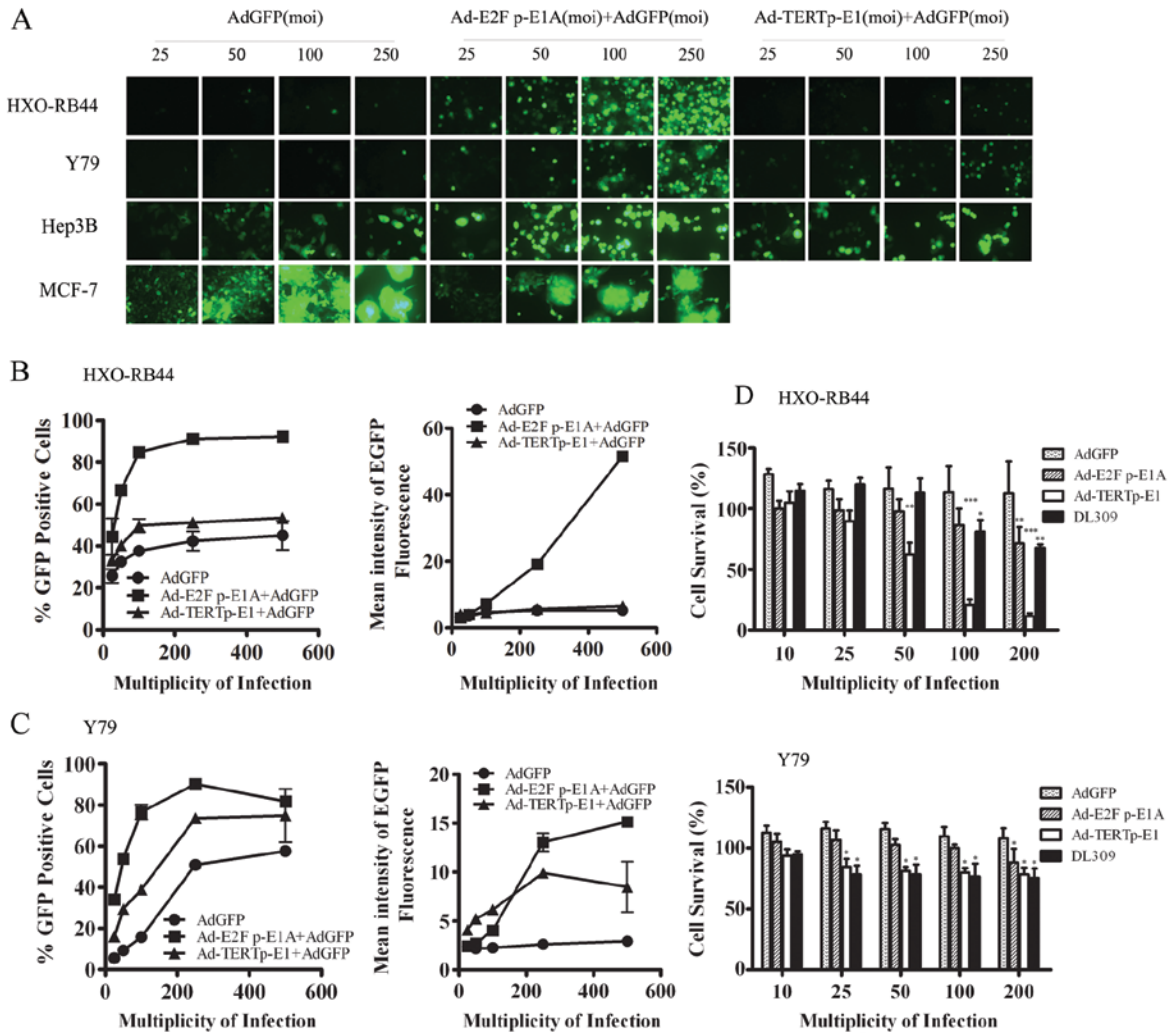 A
AdGFP(moi)
Ad-E2F p-E1A(moi)+AdGFP(moi)
Ad-TERTp-E1(moi)+AdGFP(moi)
25 50 100 250 25 50 100 250 25 50 100 250
HXO-RB44
Y79
Hep3B
MCF-7
B
HXO-RB44
% GFP Positive Cells
100
80
60
40
20
0
AdGFP
Ad-E2F p-E1A+AdGFP
Ad-TERTp-E1+AdGFP
0 200 400 600
Multiplicity of Infection
Mean intensity of EGFP
Fluorescence
60
40
20
0
AdGFP
Ad-E2F p-E1A+AdGFP
Ad-TERTp-E1+AdGFP
0 200 400 600
Multiplicity of Infection
D
HXO-RB44
Cell Survival (%)
150
100
50
0
AdGFP
Ad-E2F p-E1A
Ad-TERTp-E1
DL309
** *** * ** *** **
10 25 50 100 200
Multiplicity of Infection
C
Y79
% GFP Positive Cells
100
80
60
40
20
0
AdGFP
Ad-E2F p-E1A+AdGFP
Ad-TERTp-E1+AdGFP
0 200 400 600
Multiplicity of Infection
Mean intensity of EGFP
Fluorescence
20
15
10
5
0
AdGFP
Ad-E2F p-E1A+AdGFP
Ad-TERTp-E1+AdGFP
0 200 400 600
Multiplicity of Infection
Y79
Cell Survival (%)
150
100
50
0
AdGFP
Ad-E2F p-E1A
Ad-TERTp-E1
DL309
* * * * * * * * *
10 25 50 100 200
Multiplicity of Infection